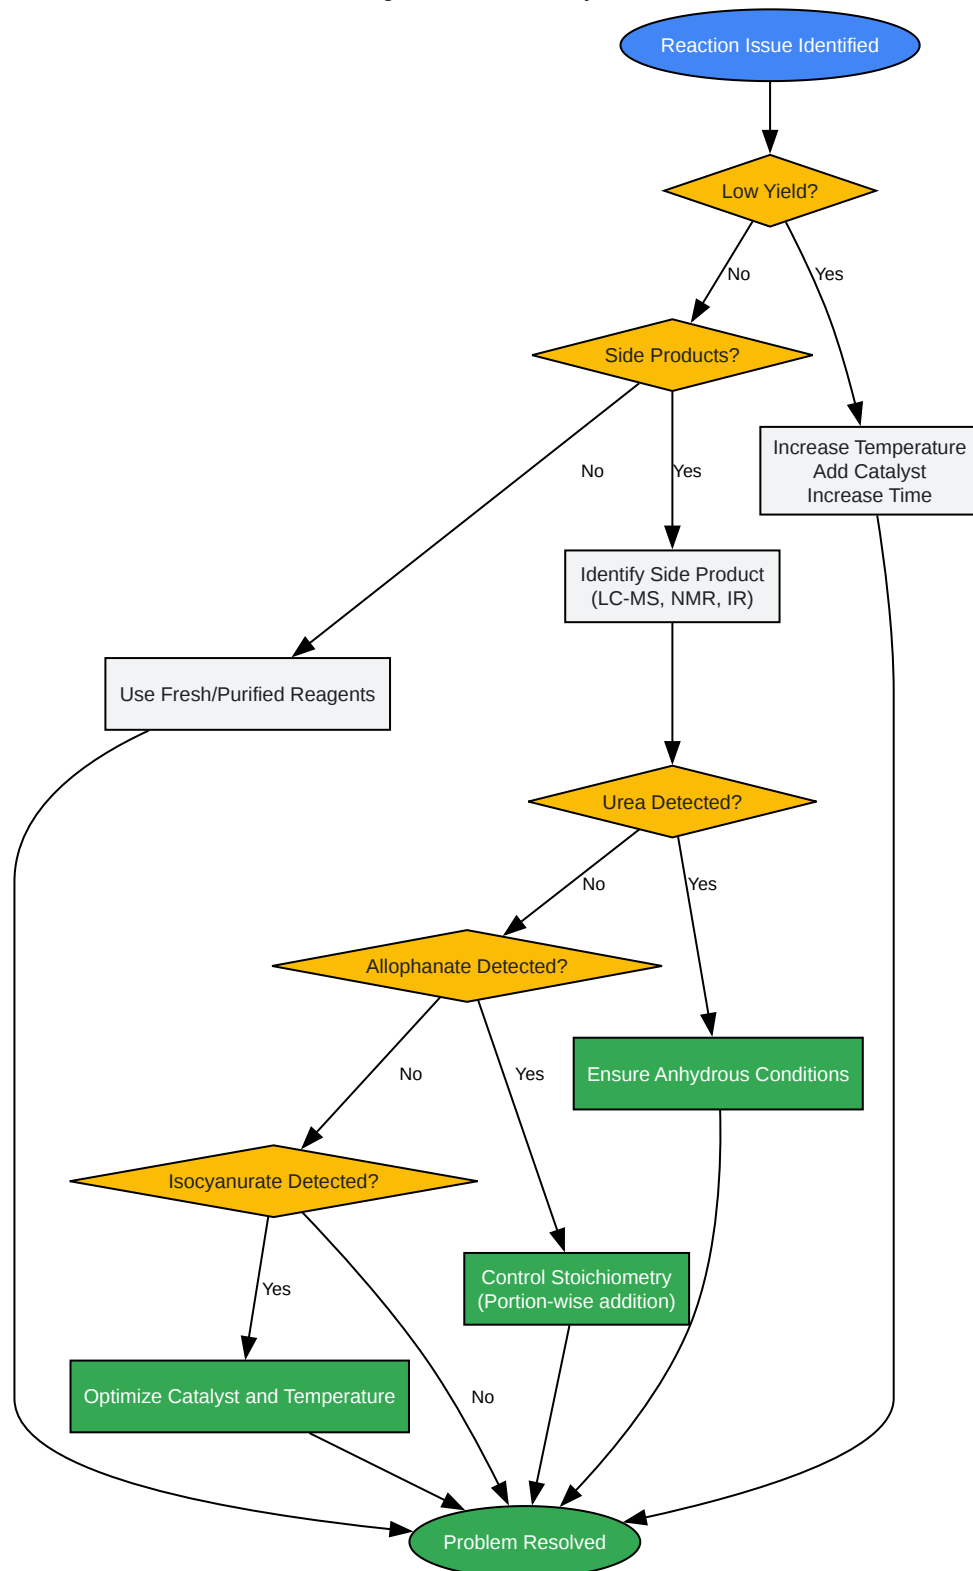 Reaction Issue Identified
Low Yield?
No
Yes
Side Products?
Increase Temperature
Add Catalyst
Increase Time
No
Yes
Identify Side Product
(LC-MS, NMR, IR)
Use Fresh/Purified Reagents
Urea Detected?
No
Yes
Allophanate Detected?
Ensure Anhydrous Conditions
No
Yes
Isocyanurate Detected?
Control Stoichiometry
(Portion-wise addition)
Yes
Optimize Catalyst and Temperature
No
Problem Resolved